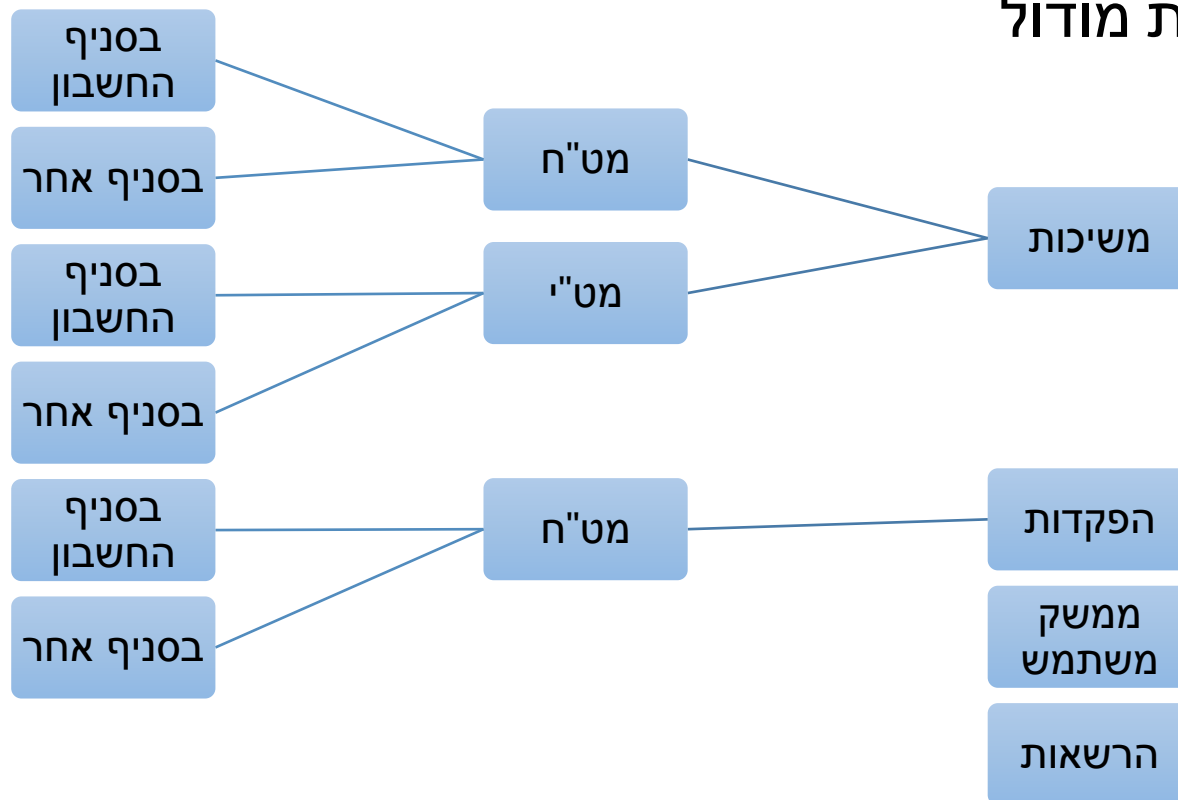 ת מודול
משיכות
מט"ח
בסניף
החשבון
בסניף אחר
מט"י
בסניף
החשבון
בסניף אחר
הפקדות
מט"ח
בסניף
החשבון
בסניף אחר
ממשק
משתמש
הרשאות